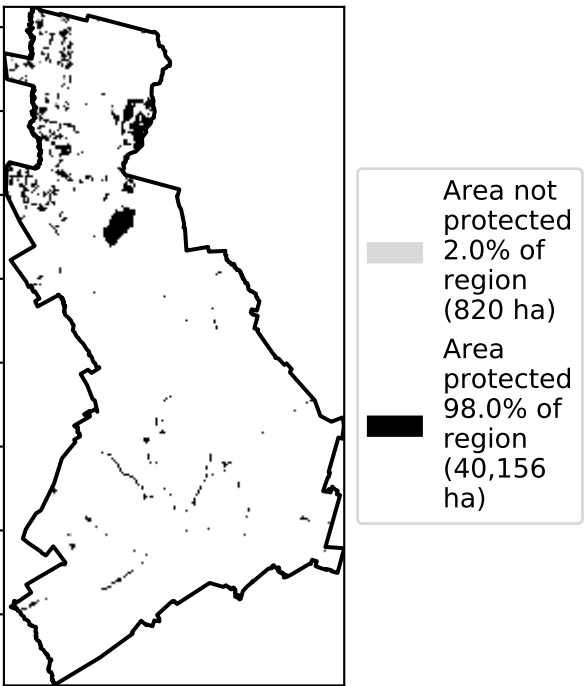 Area not
protected
2.0% of
region
(820 ha)
Area
protected
98.0% of
region
(40,156
ha)